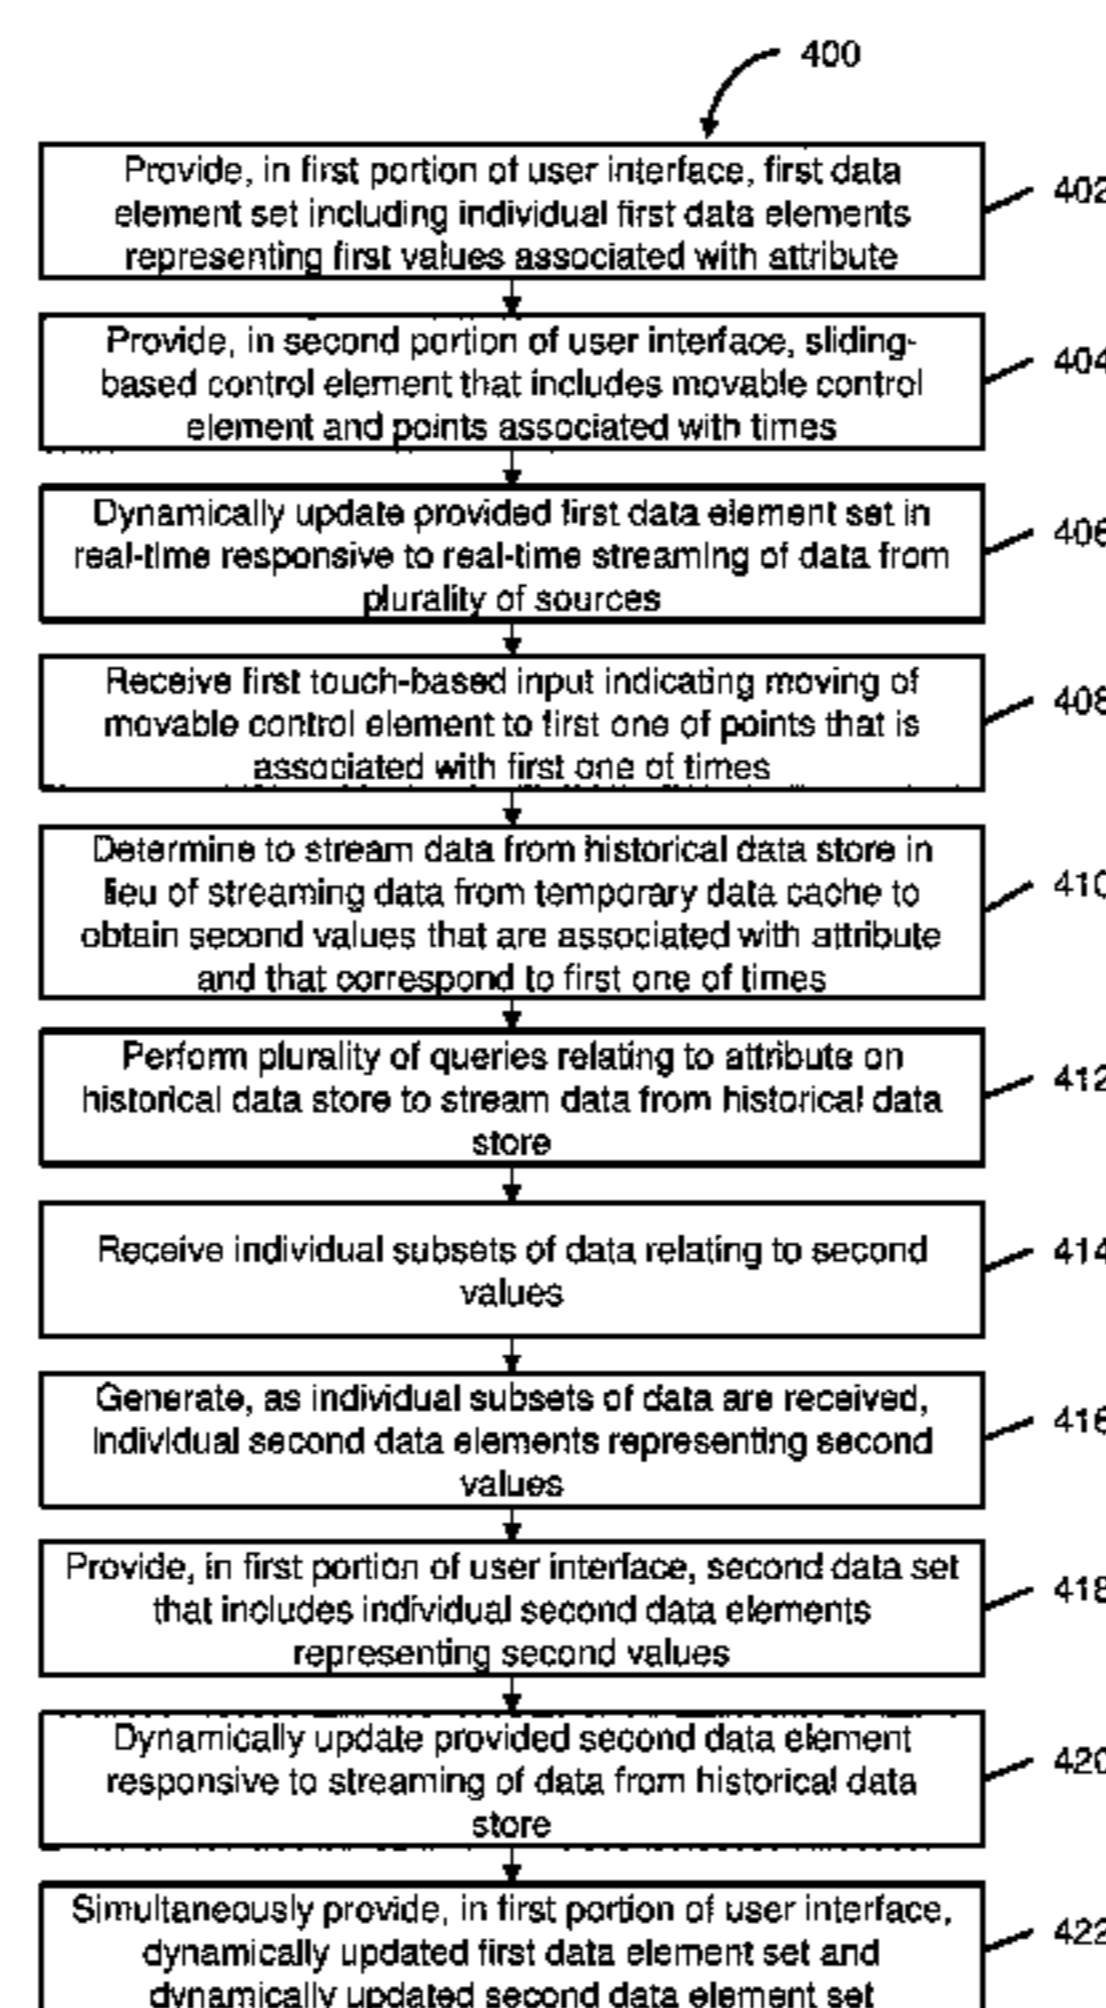 400
Provide, in first portion of user interface, first data
element set including individual first data elements
representing first values associated with attribute
402
Provide, in second portion of user interface, sliding-
based control element that includes movable control
element and points associated with times
404
Dynamically update provided first data element set in
real-time responsive to real-time streaming of data from
plurality of sources
406
Receive first touch-based input indicating moving of
movable control element to first one of points that is
associated with first one of times
408
Determine to stream data from historical data store in
lieu of streaming data from temporary data cache to
obtain second values that are associated with attribute
and that correspond to first one of times
410
Perform plurality of queries relating to attribute on
historical data store to stream data from historical data
store
412
Receive individual subsets of data relating to second
values
414
Generate, as individual subsets of data are received,
individual second data elements representing second
values
416
Provide, in first portion of user interface, second data set
that includes individual second data elements
representing second values
418
Dynamically update provided second data element
responsive to streaming of data from historical data
store
420
Simultaneously provide, in first portion of user interface,
dynamically updated first data element set and
dynamically updated second data element set
422